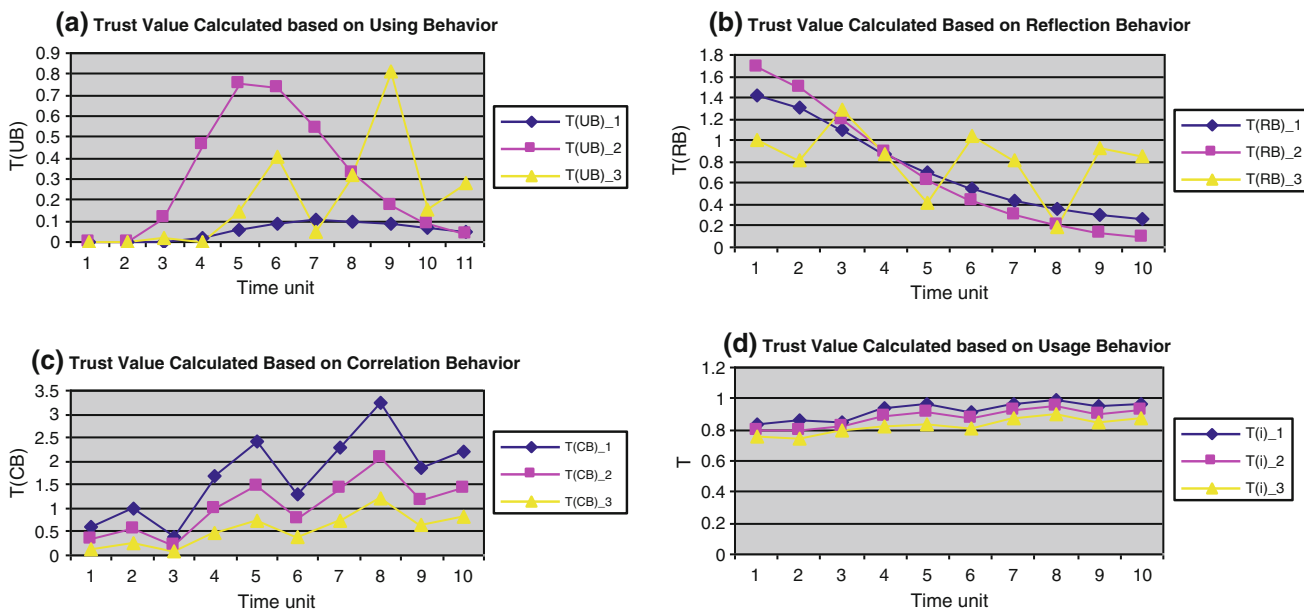 (a) Trust Value Calculated based on Using Behavior
0.9
0.8
0.7
0.6
0.5
0.4
0.3
0.2
0.1
0
T(UB)
1 2 3 4 5 6 7 8 9 10 11
Time unit
T(UB)_1
T(UB)_2
T(UB)_3
(b) Trust Value Calculated Based on Reflection Behavior
1.8
1.6
1.4
1.2
1
0.8
0.6
0.4
0.2
0
T(RB)
1 2 3 4 5 6 7 8 9 10
Time unit
T(RB)_1
T(RB)_2
T(RB)_3
(c) Trust Value Calculated Based on Correlation Behavior
3.5
3
2.5
2
1.5
1
0.5
0
T(CB)
1 2 3 4 5 6 7 8 9 10
Time unit
T(CB)_1
T(CB)_2
T(CB)_3
(d) Trust Value Calculated based on Usage Behavior
1.2
1
0.8
0.6
0.4
0.2
0
T
1 2 3 4 5 6 7 8 9 10
Time unit
T(i)_1
T(i)_2
T(i)_3